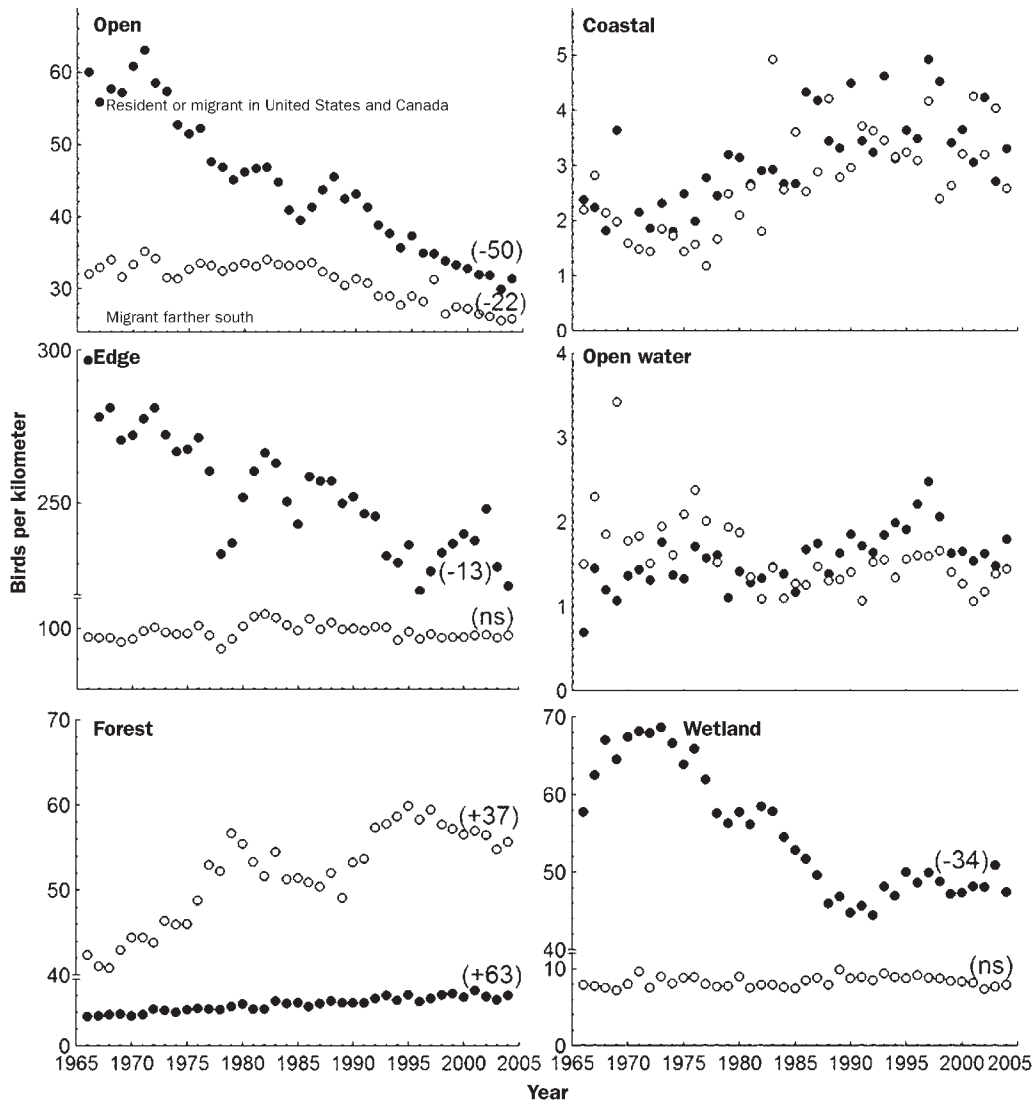 Open
60
50
40
30
Resident or migrant in United States and Canada
(-50)
(-22)
Migrant farther south
Coastal
5
4
3
2
1
0
300
250
100
Edge
(-13)
(ns)
Open water
4
3
2
1
0
Birds per kilometer
Forest
70
60
50
40
0
(+37)
(+63)
1965 1970 1975 1980 1985 1990 1995 2000 2005
Wetland
70
60
50
40
10
0
(-34)
(ns)
1965 1970 1975 1980 1985 1990 1995 2000 2005
Year